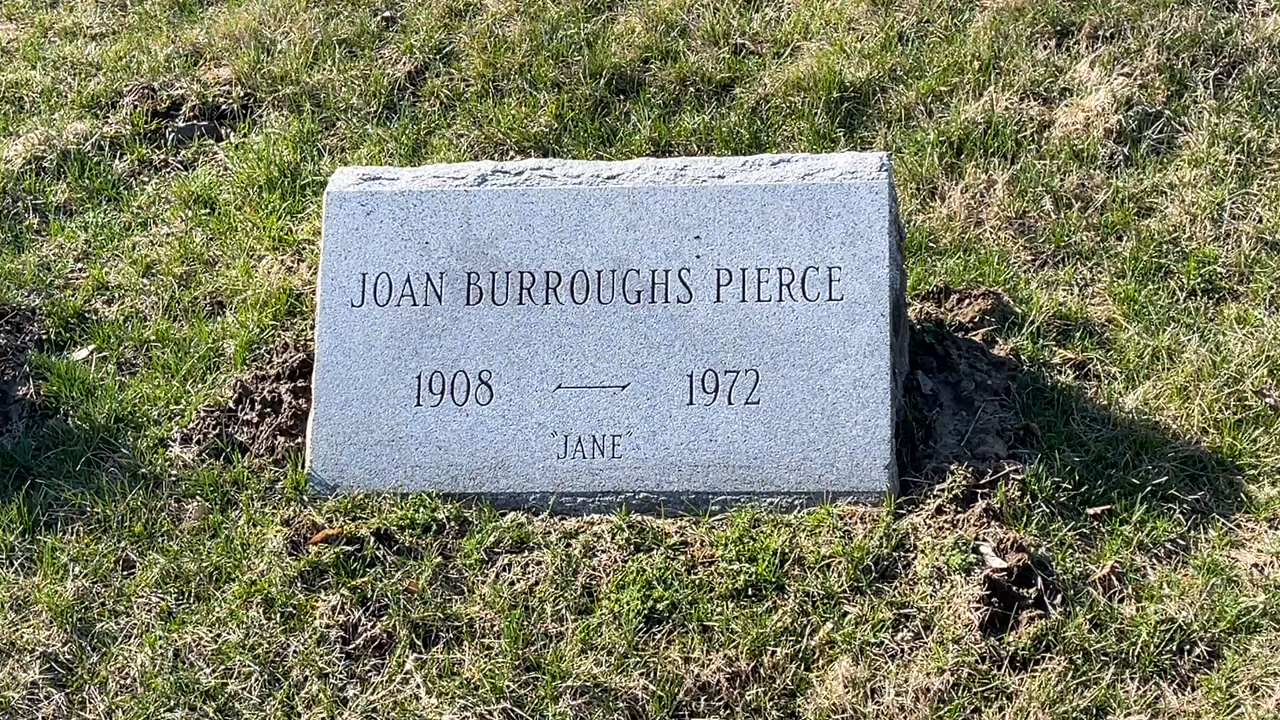 JOAN BURROUGHS PIERCE
1908 — 1972
"JANE"